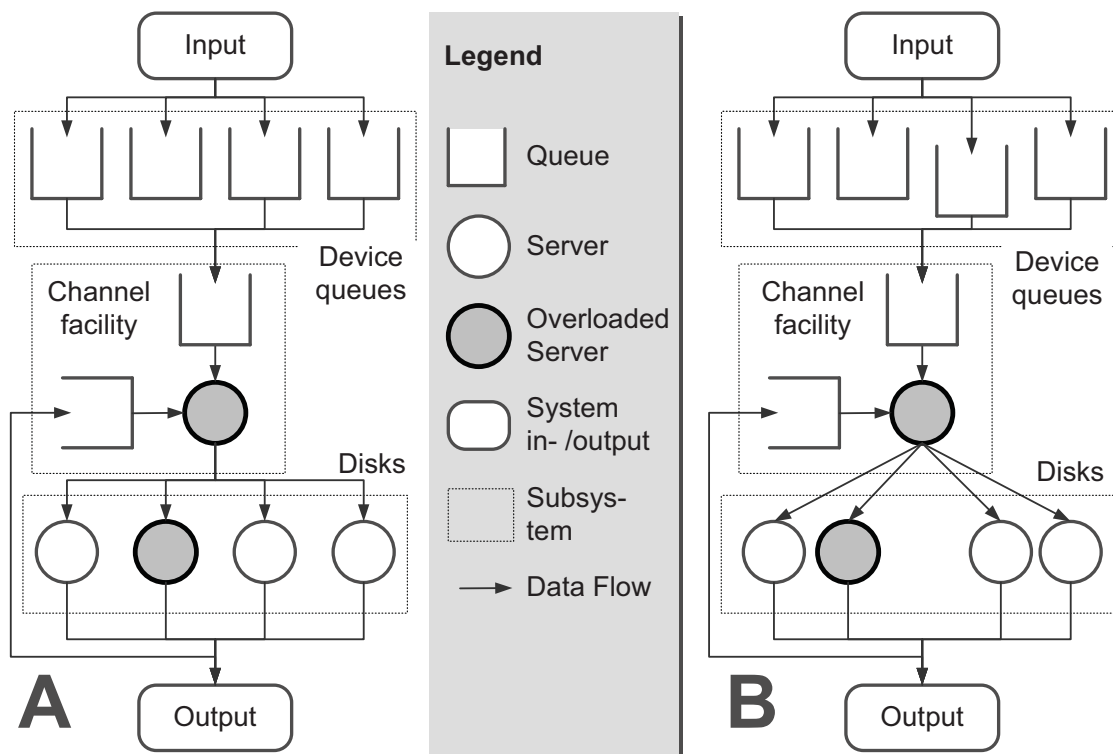 Input
Device
queues
Channel
facility
Disks
A
Output
Legend
Queue
Server
Overloaded
Server
System
in- /output
Subsys-
tem
Data Flow
Input
Device
queues
Channel
facility
Disks
B
Output